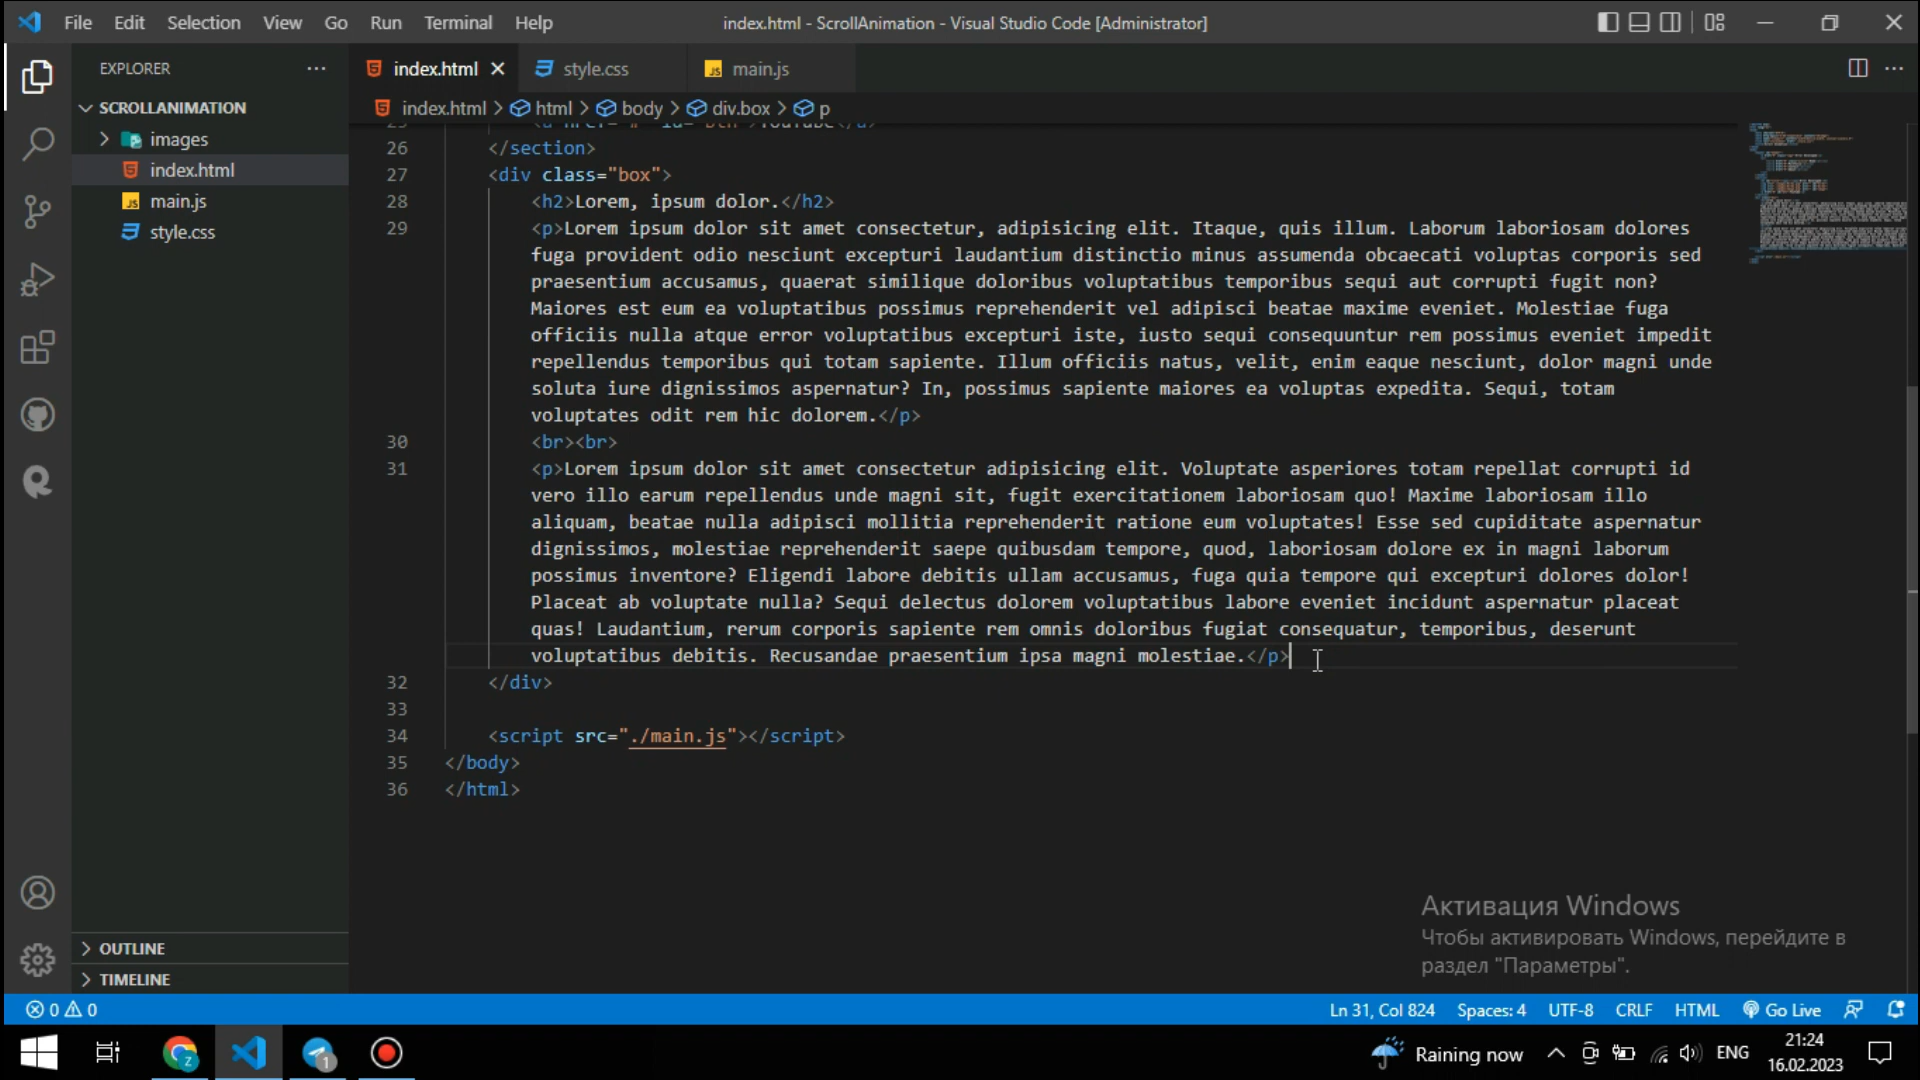 File Edit Selection View Go Run Terminal Help
index.html - ScrollAnimation - Visual Studio Code [Administrator]
EXPLORER
index.html
style.css
JS main.js
SCROLLANIMATION
index.html > html > body > div.box > p
images
index.html
JS main.js
style.css
26 </section>
27 <div class="box">
28 <h2>Lorem, ipsum dolor.</h2>
29 <p>Lorem ipsum dolor sit amet consectetur, adipisicing elit. Itaque, quis illum. Laborum laboriosam dolores
fuga provident odio nesciunt excepturi laudantium distinctio minus assumenda obcaecati voluptas corporis sed
praesentium accusamus, quaerat similique doloribus voluptatibus temporibus sequi aut corrupti fugit non?
Maiores est eum ea voluptatibus possimus reprehenderit vel adipisci beatae maxime eveniet. Molestiae fuga
officiis nulla atque error voluptatibus excepturi iste, iusto sequi consequuntur rem possimus eveniet impedit
repellendus temporibus qui totam sapiente. Illum officiis natus, velit, enim eaque nesciunt, dolor magni unde
soluta iure dignissimos aspernatur? In, possimus sapiente maiores ea voluptas expedita. Sequi, totam
voluptates odit rem hic dolorem.</p>
30 <br><br>
31 <p>Lorem ipsum dolor sit amet consectetur adipisicing elit. Voluptate asperiores totam repellat corrupti id
vero illo earum repellendus unde magni sit, fugit exercitationem laboriosam quo! Maxime laboriosam illo
aliquam, beatae nulla adipisci mollitia reprehenderit ratione eum voluptates! Esse sed cupiditate aspernatur
dignissimos, molestiae reprehenderit saepe quibusdam tempore, quod, laboriosam dolore ex in magni laborum
possimus inventore? Eligendi labore debitis ullam accusamus, fuga quia tempore qui excepturi dolores dolor!
Placeat ab voluptate nulla? Sequi delectus dolorem voluptatibus labore eveniet incidunt aspernatur placeat
quas! Laudantium, rerum corporis sapiente rem omnis doloribus fugiat consequatur, temporibus, deserunt
voluptatibus debitis. Recusandae praesentium ipsa magni molestiae.</p>
32 </div>
33
34 <script src="./main.js"></script>
35 </body>
36 </html>
Активация Windows
Чтобы активировать Windows, перейдите в
раздел "Параметры".
OUTLINE
TIMELINE
0 0
Ln 31, Col 824 Spaces: 4 UTF-8 CRLF HTML Go Live
Z
1
Raining now
ENG
21:24
16.02.2023